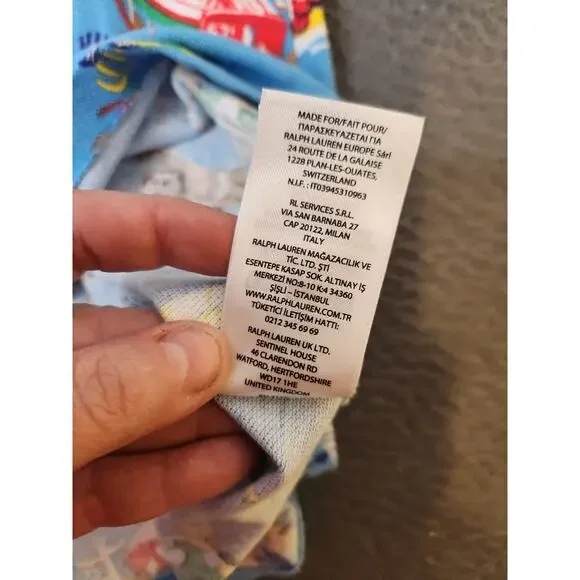 MADE FOR/FAIT POUR/
ΠΑΡΑΣΚΕΥΑΖΕΤΑΙ ΓΙΑ
RALPH LAUREN EUROPE Sàrl
24 ROUTE DE LA GALAISE
1228 PLAN-LES-OUATES,
SWITZERLAND
N.I.F. : IT03945310963
RL SERVICES S.R.L.
VIA SAN BARNABA 27
CAP 20122, MILAN
ITALY
RALPH LAUREN MAĞAZACILIK VE
TİC. LTD. ŞTİ
ESENTEPE KASAP SOK. ALTINAY İŞ
MERKEZİ NO:8-10 K:4 34360
ŞİŞLİ – İSTANBUL
WWW.RALPHLAUREN.COM.TR
TÜKETİCİ İLETİŞİM HATTI:
0212 345 69 69
RALPH LAUREN UK LTD.
SENTINEL HOUSE
46 CLARENDON RD
WATFORD, HERTFORDSHIRE
WD17 1HE
UNITED KINGDOM